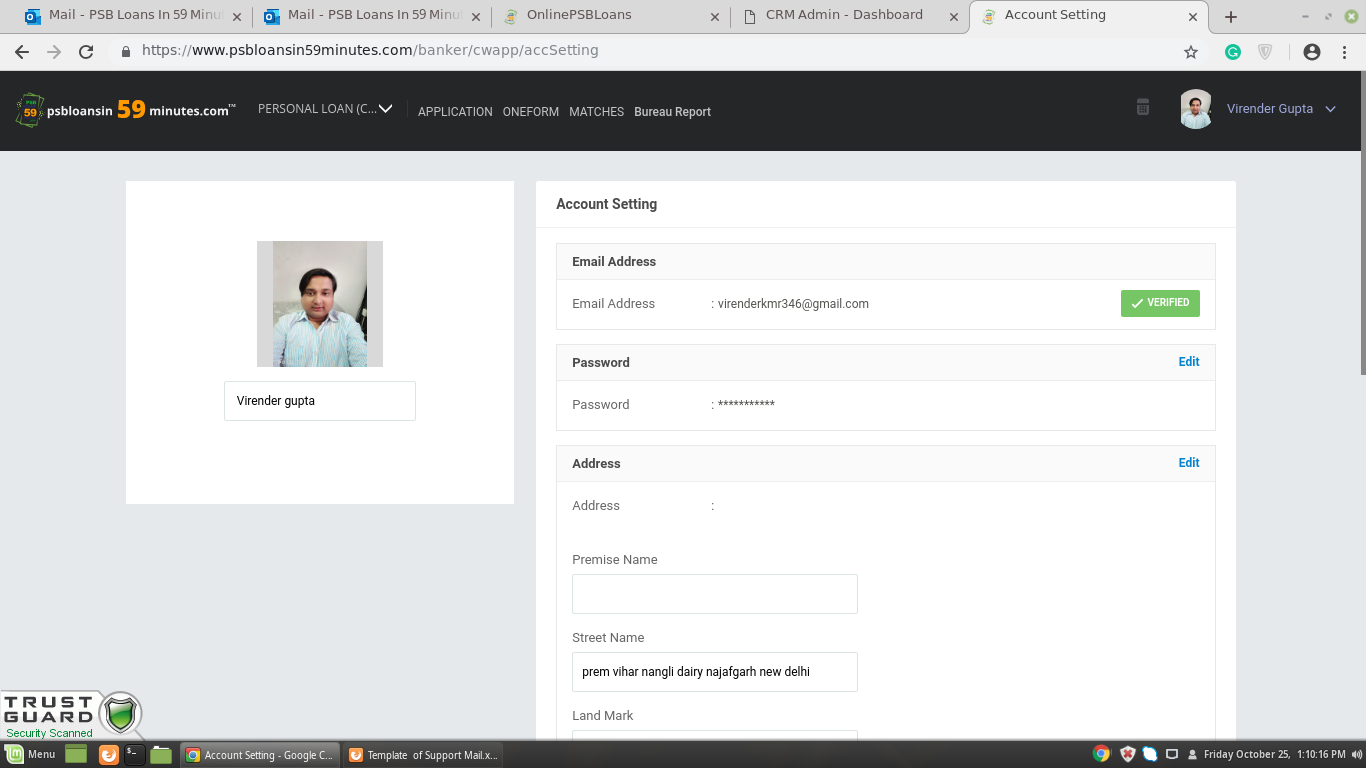 Mail - PSB Loans In 59 Minut
Mail - PSB Loans In 59 Minut
OnlinePSBLoans
CRM Admin - Dashboard
Account Setting
https://www.psbloansin59minutes.com/banker/cwapp/accSetting
PSB
59
psbloansin 59 minutes.com™
PERSONAL LOAN (C...
APPLICATION
ONEFORM
MATCHES
Bureau Report
Virender Gupta
Virender gupta
Account Setting
Email Address
Email Address : virenderkmr346@gmail.com
VERIFIED
Password Edit
Password : ***********
Address Edit
Address :
Premise Name
Street Name
prem vihar nangli dairy najafgarh new delhi
Land Mark
TRUST
GUARD
Security Scanned
Menu
Account Setting - Google C...
Template of Support Mail.x...
Friday October 25, 1:10:16 PM